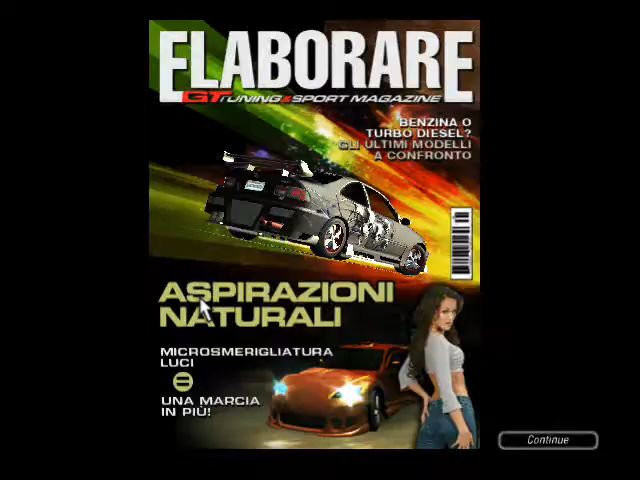 ELABORARE
GT TUNING & SPORT MAGAZINE
BENZINA O
TURBO DIESEL?
GLI ULTIMI MODELLI
A CONFRONTO
ASPIRAZIONI
NATURALI
MICROSMERIGLIATURA
LUCI
=
UNA MARCIA
IN PIÙ!
Continue